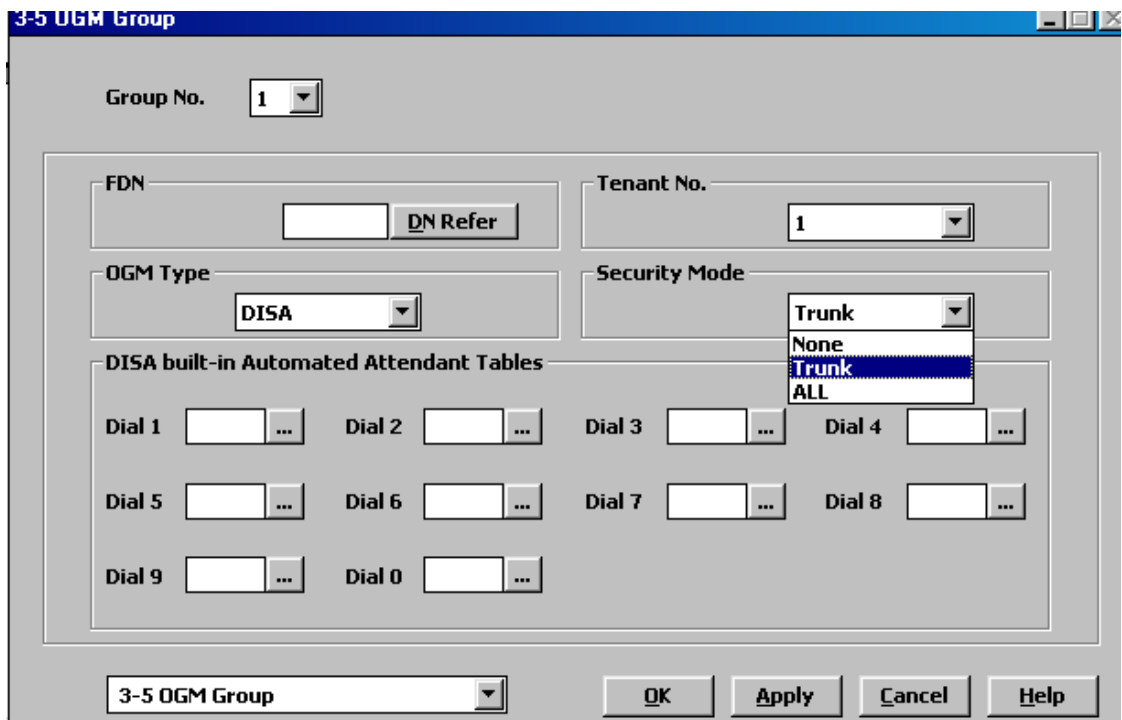 3-5 OGM Group
Group No. 1
FDN
DN Refer
Tenant No.
1
OGM Type
DISA
Security Mode
Trunk
None
Trunk
ALL
DISA built-in Automated Attendant Tables
Dial 1 ... Dial 2 ... Dial 3 ... Dial 4 ...
Dial 5 ... Dial 6 ... Dial 7 ... Dial 8 ...
Dial 9 ... Dial 0 ...
3-5 OGM Group OK Apply Cancel Help